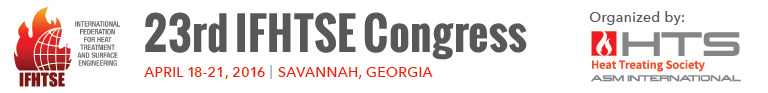 IFHTSE
INTERNATIONAL
FEDERATION
FOR HEAT
TREATMENT
AND SURFACE
ENGINEERING
23rd IFHTSE Congress
APRIL 18-21, 2016 | SAVANNAH, GEORGIA
Organized by:
HTS
Heat Treating Society
ASM INTERNATIONAL